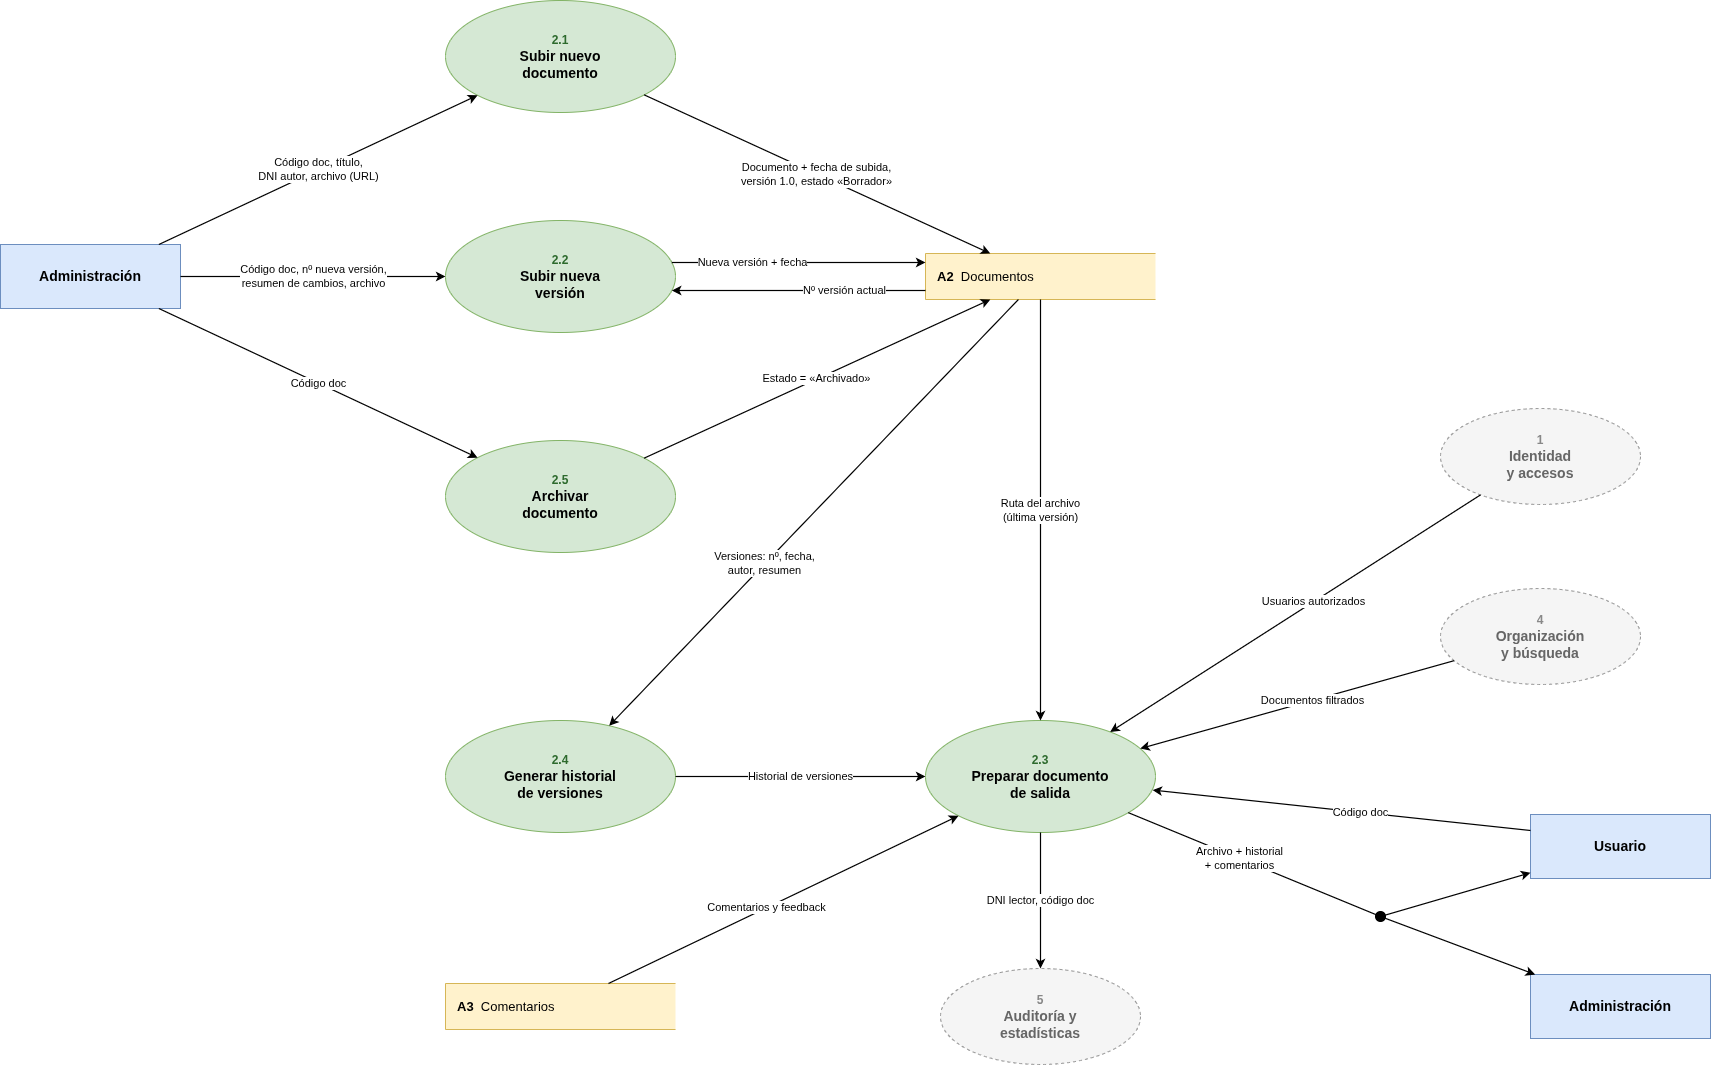 2.1
Subir nuevo
documento
Código doc, título,
DNI autor, archivo (URL)
Documento + fecha de subida,
versión 1.0, estado «Borrador»
Administración
Código doc, nº nueva versión,
resumen de cambios, archivo
2.2
Subir nueva
versión
Nueva versión + fecha
Nº versión actual
A2 Documentos
Código doc
Estado = «Archivado»
2.5
Archivar
documento
1
Identidad
y accesos
Ruta del archivo
(última versión)
Versiones: nº, fecha,
autor, resumen
Usuarios autorizados
4
Organización
y búsqueda
Documentos filtrados
2.4
Generar historial
de versiones
Historial de versiones
2.3
Preparar documento
de salida
Código doc
Usuario
Archivo + historial
+ comentarios
Comentarios y feedback
DNI lector, código doc
A3 Comentarios
5
Auditoría y
estadísticas
Administración